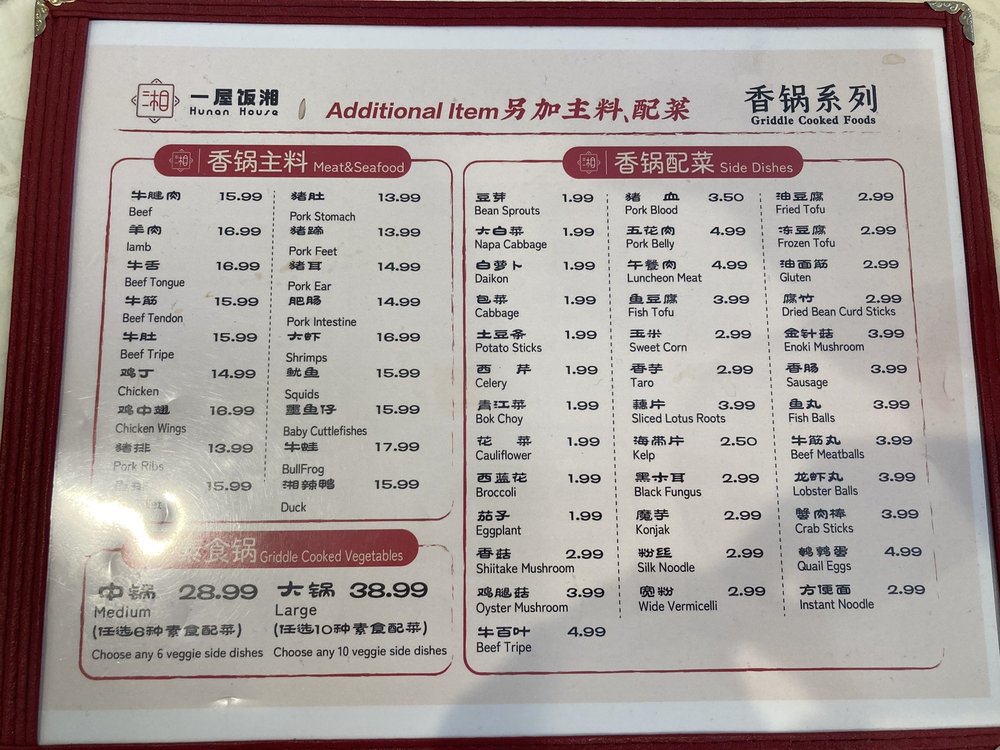 湘
一屋饭湘
Hunan House
Additional Item 另加主料、配菜
香锅系列
Griddle Cooked Foods
湘 香锅主料 Meat&Seafood
牛腱肉 15.99
Beef
羊肉 16.99
lamb
牛舌 16.99
Beef Tongue
牛筋 15.99
Beef Tendon
牛肚 15.99
Beef Tripe
鸡丁 14.99
Chicken
鸡中翅 16.99
Chicken Wings
猪排 13.99
Pork Ribs
15.99
猪肚 13.99
Pork Stomach
猪蹄 13.99
Pork Feet
猪耳 14.99
Pork Ear
肥肠 14.99
Pork Intestine
大虾 16.99
Shrimps
鱿鱼 15.99
Squids
墨鱼仔 15.99
Baby Cuttlefishes
牛蛙 17.99
BullFrog
湘辣鸭 15.99
Duck
素食锅 Griddle Cooked Vegetables
中锅 28.99
Medium
(任选6种素食配菜)
Choose any 6 veggie side dishes
大锅 38.99
Large
(任选10种素食配菜)
Choose any 10 veggie side dishes
湘 香锅配菜 Side Dishes
豆芽 1.99
Bean Sprouts
大白菜 1.99
Napa Cabbage
白萝卜 1.99
Daikon
包菜 1.99
Cabbage
土豆条 1.99
Potato Sticks
西 芹 1.99
Celery
青江菜 1.99
Bok Choy
花 菜 1.99
Cauliflower
西蓝花 1.99
Broccoli
茄子 1.99
Eggplant
香菇 2.99
Shiitake Mushroom
鸡腿菇 3.99
Oyster Mushroom
牛百叶 4.99
Beef Tripe
猪 血 3.50
Pork Blood
五花肉 4.99
Pork Belly
午餐肉 4.99
Luncheon Meat
鱼豆腐 3.99
Fish Tofu
玉米 2.99
Sweet Corn
香芋 2.99
Taro
藕片 3.99
Sliced Lotus Roots
海带片 2.50
Kelp
黑木耳 2.99
Black Fungus
魔芋 2.99
Konjak
粉丝 2.99
Silk Noodle
宽粉 2.99
Wide Vermicelli
油豆腐 2.99
Fried Tofu
冻豆腐 2.99
Frozen Tofu
油面筋 2.99
Gluten
腐竹 2.99
Dried Bean Curd Sticks
金针菇 3.99
Enoki Mushroom
香肠 3.99
Sausage
鱼丸 3.99
Fish Balls
牛筋丸 3.99
Beef Meatballs
龙虾丸 3.99
Lobster Balls
蟹肉棒 3.99
Crab Sticks
鹌鹑蛋 4.99
Quail Eggs
方便面 2.99
Instant Noodle